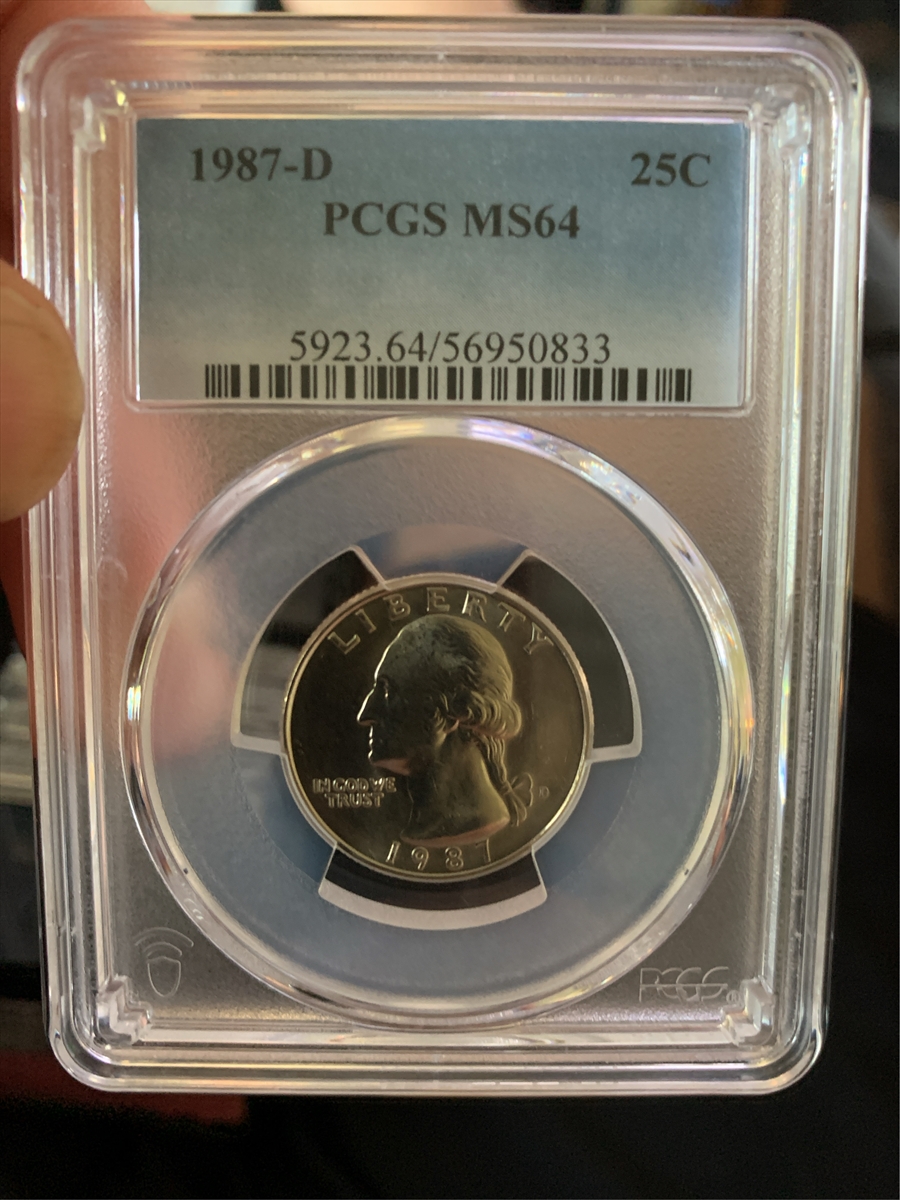 1987-D 25C
PCGS MS64
5923.64/56950833
LIBERTY
IN GOD WE
TRUST
D
1987
PCGS